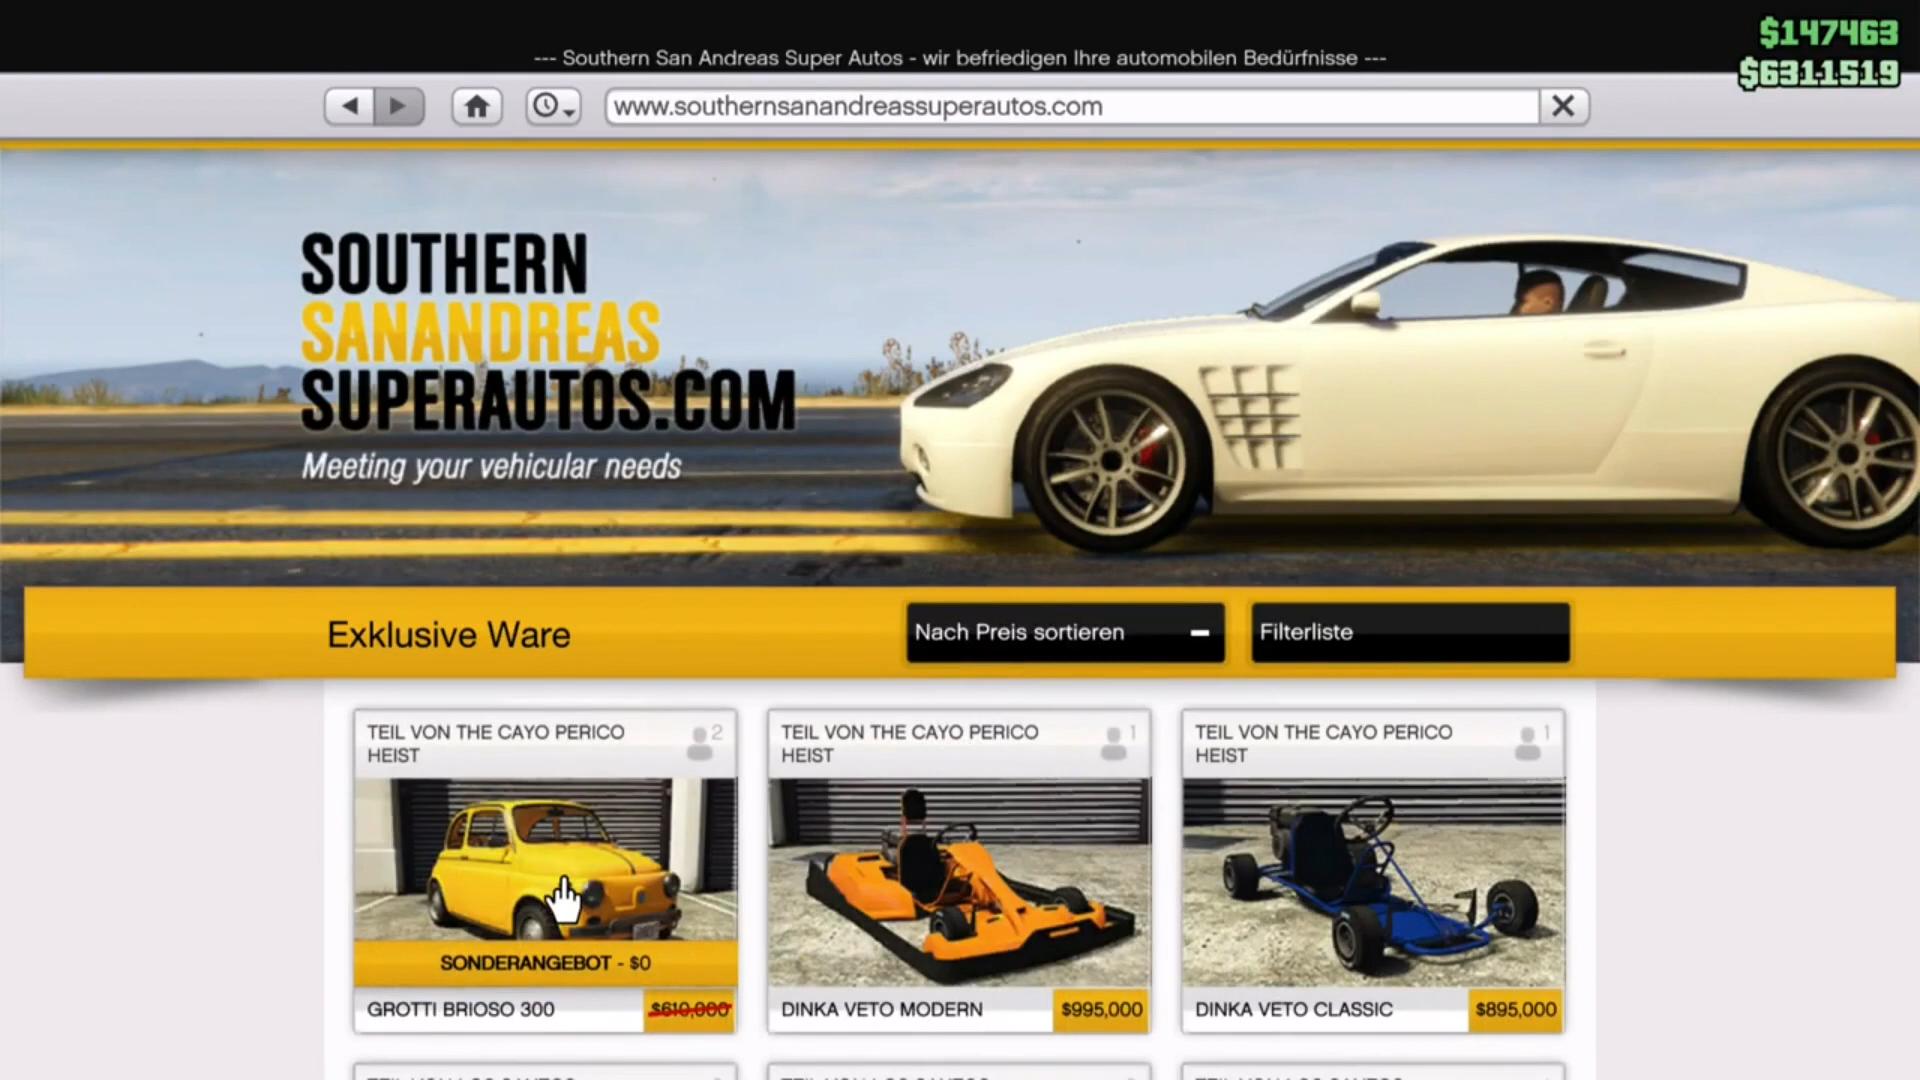 $147463
--- Southern San Andreas Super Autos - wir befriedigen Ihre automobilen Bedürfnisse ---
$6311519
www.southernsanandreassuperautos.com
SOUTHERN
SANANDREAS
SUPERAUTOS.COM
Meeting your vehicular needs
Exklusive Ware
Nach Preis sortieren
Filterliste
TEIL VON THE CAYO PERICO
HEIST
2
TEIL VON THE CAYO PERICO
HEIST
1
TEIL VON THE CAYO PERICO
HEIST
1
SONDERANGEBOT - $0
GROTTI BRIOSO 300
$610,000
DINKA VETO MODERN
$995,000
DINKA VETO CLASSIC
$895,000